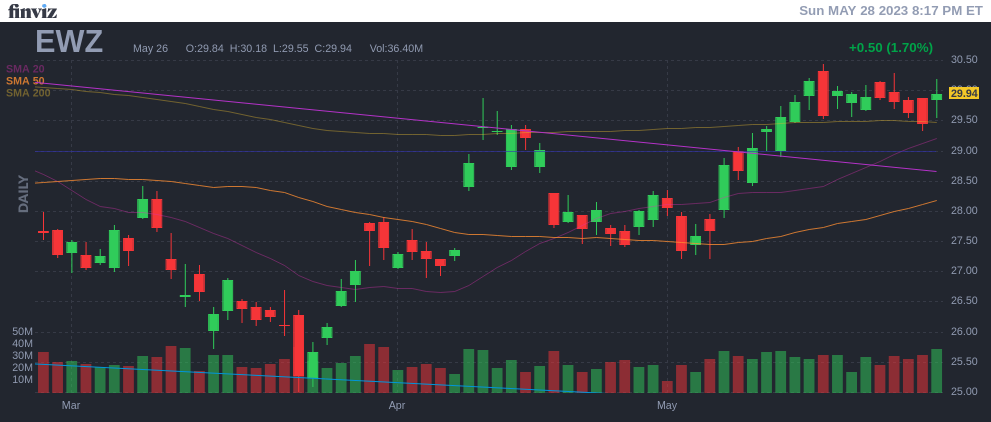 finviz
Sun MAY 28 2023 8:17 PM ET
EWZ
May 26 O:29.84 H:30.18 L:29.55 C:29.94 Vol:36.40M
+0.50 (1.70%)
SMA 20
SMA 50
SMA 200
DAILY
30.50
29.94
29.50
29.00
28.50
28.00
27.50
27.00
26.50
26.00
25.50
25.00
50M
40M
30M
20M
10M
Mar Apr May